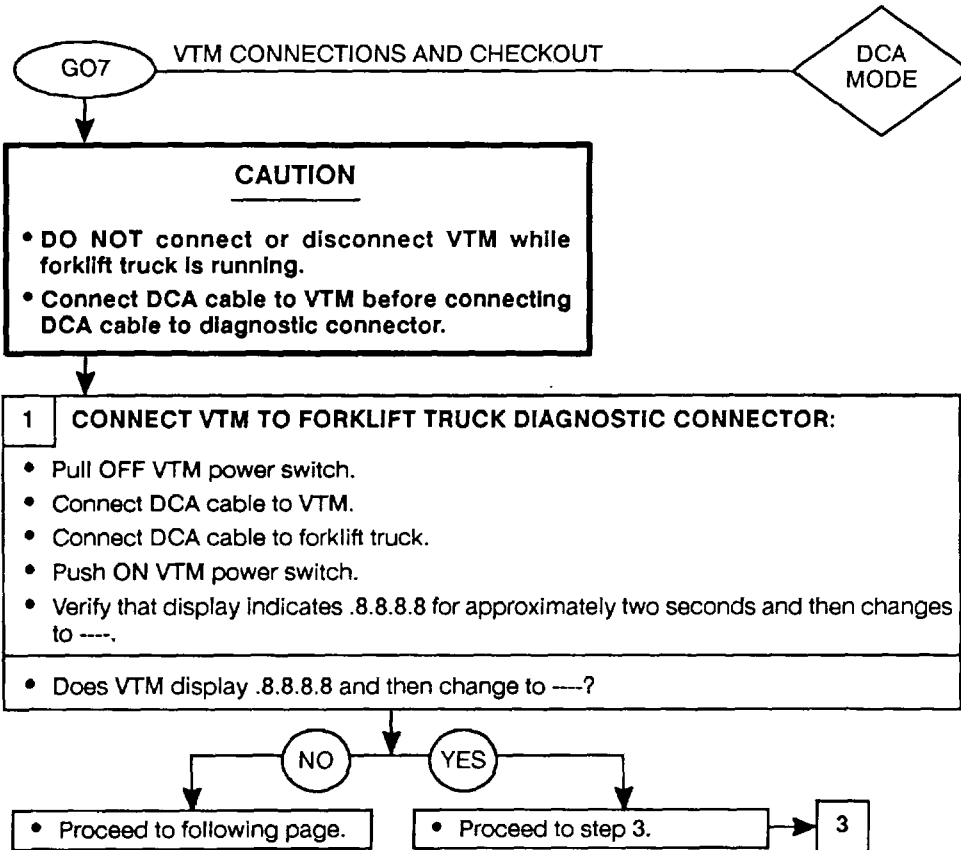 GO7
VTM CONNECTIONS AND CHECKOUT
DCA
MODE
CAUTION
• DO NOT connect or disconnect VTM while
forklift truck is running.
• Connect DCA cable to VTM before connecting
DCA cable to diagnostic connector.
1 CONNECT VTM TO FORKLIFT TRUCK DIAGNOSTIC CONNECTOR:
• Pull OFF VTM power switch.
• Connect DCA cable to VTM.
• Connect DCA cable to forklift truck.
• Push ON VTM power switch.
• Verify that display indicates .8.8.8.8 for approximately two seconds and then changes
to ----.
• Does VTM display .8.8.8.8 and then change to ----?
NO
YES
• Proceed to following page.
• Proceed to step 3.
3